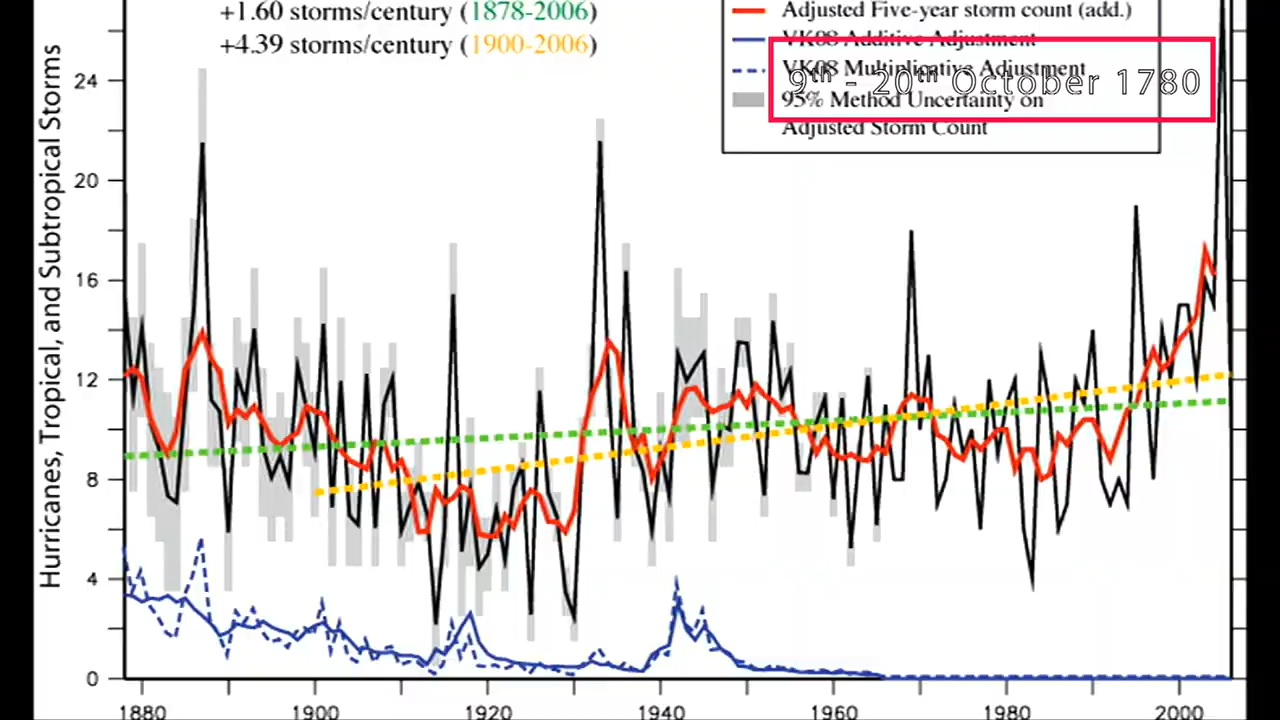 +1.60 storms/century (1878-2006)
+4.39 storms/century (1900-2006)
Adjusted Five-year storm count (add.)
VK08 Additive Adjustment
VK08 Multiplicative Adjustment
9th - 20th October 1780
95% Method Uncertainty on
Adjusted Storm Count
Hurricanes, Tropical, and Subtropical Storms
24
20
16
12
8
4
0
1880 1900 1920 1940 1960 1980 2000